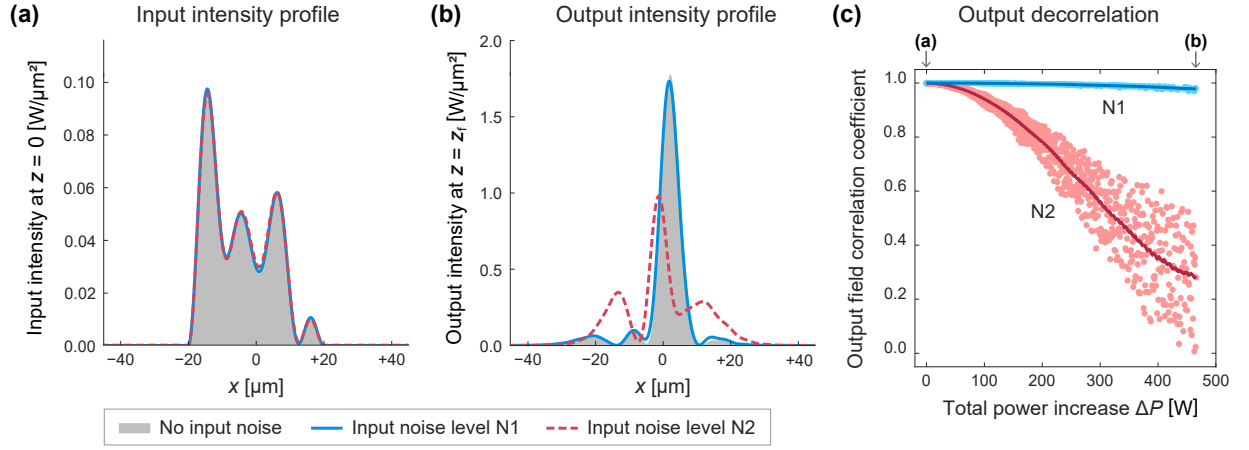 (a) Input intensity profile
Input intensity at z = 0 [W/µm²]
0.10
0.08
0.06
0.04
0.02
0.00
−40 −20 0 +20 +40
x [µm]
(b) Output intensity profile
Output intensity at z = zf [W/µm²]
2.0
1.5
1.0
0.5
0.0
−40 −20 0 +20 +40
x [µm]
No input noise Input noise level N1 Input noise level N2
(c) Output decorrelation
(a) (b)
Output field correlation coefficient
1.0
0.8
0.6
0.4
0.2
0.0
N1
N2
0 100 200 300 400 500
Total power increase ΔP [W]